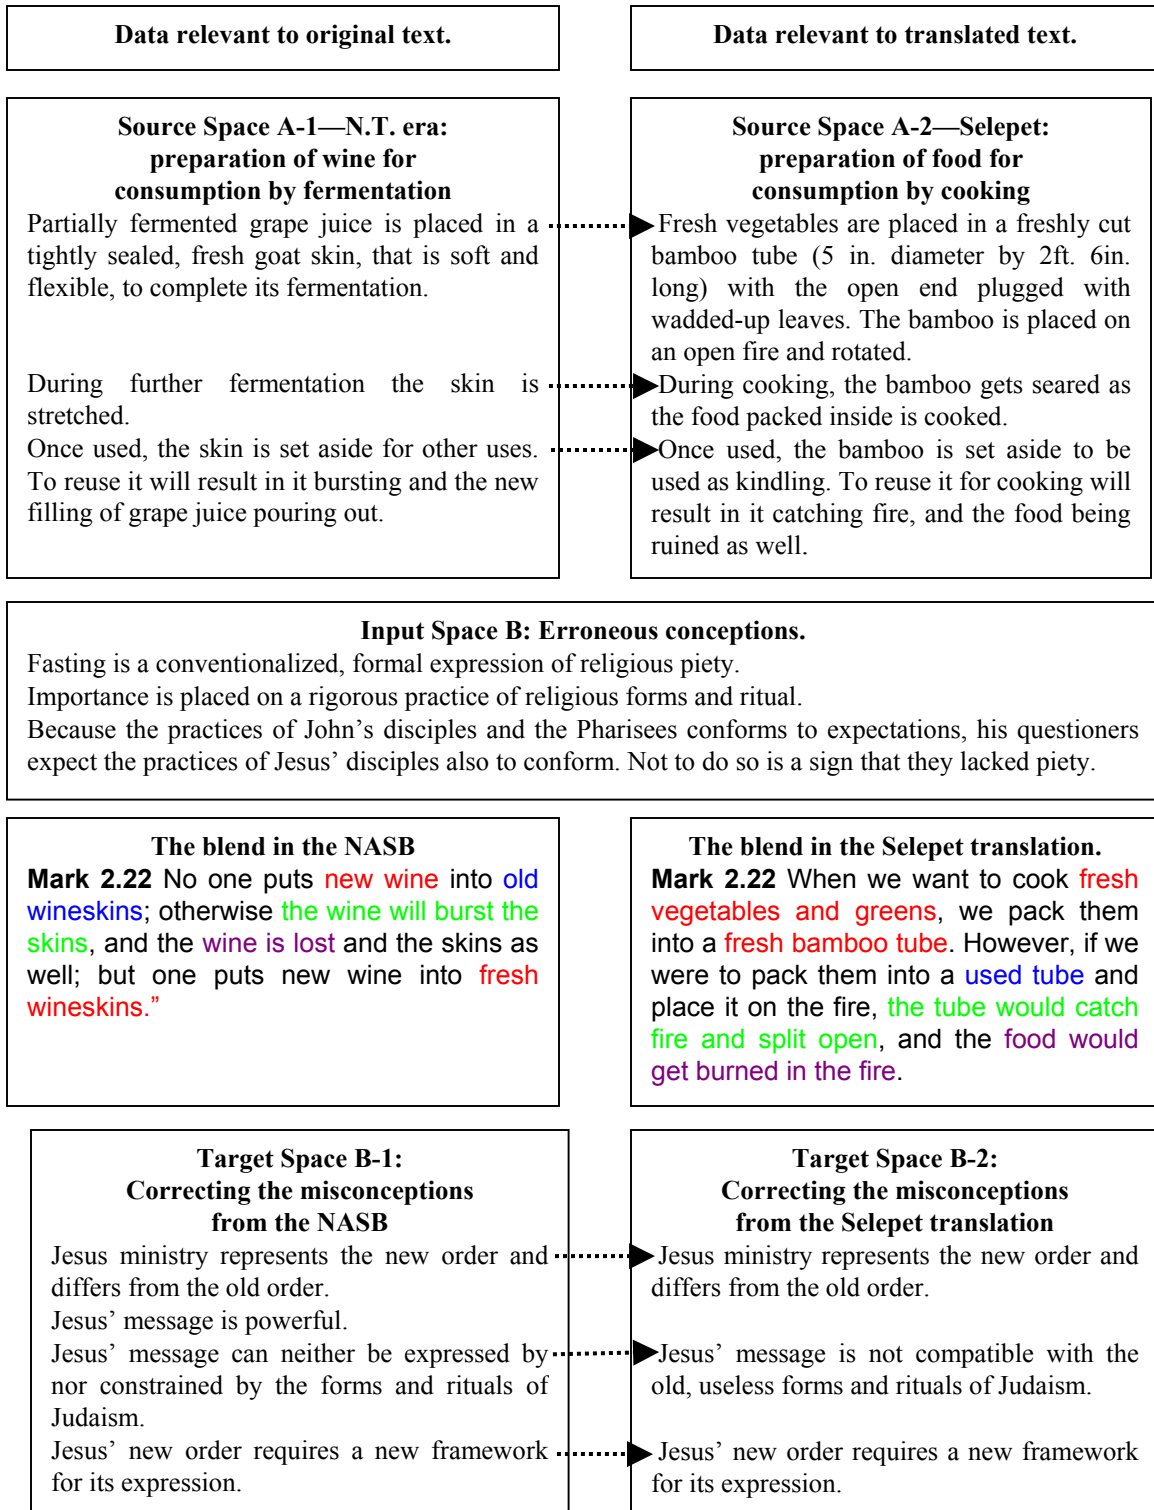 Data relevant to original text.
Data relevant to translated text.
Source Space A-1—N.T. era:
preparation of wine for
consumption by fermentation
Partially fermented grape juice is placed in a
tightly sealed, fresh goat skin, that is soft and
flexible, to complete its fermentation.
During further fermentation the skin is
stretched.
Once used, the skin is set aside for other uses.
To reuse it will result in it bursting and the new
filling of grape juice pouring out.
Source Space A-2—Selepet:
preparation of food for
consumption by cooking
Fresh vegetables are placed in a freshly cut
bamboo tube (5 in. diameter by 2ft. 6in.
long) with the open end plugged with
wadded-up leaves. The bamboo is placed on
an open fire and rotated.
During cooking, the bamboo gets seared as
the food packed inside is cooked.
Once used, the bamboo is set aside to be
used as kindling. To reuse it for cooking will
result in it catching fire, and the food being
ruined as well.
Input Space B: Erroneous conceptions.
Fasting is a conventionalized, formal expression of religious piety.
Importance is placed on a rigorous practice of religious forms and ritual.
Because the practices of John’s disciples and the Pharisees conforms to expectations, his questioners
expect the practices of Jesus’ disciples also to conform. Not to do so is a sign that they lacked piety.
The blend in the NASB
Mark 2.22 No one puts new wine into old
wineskins; otherwise the wine will burst the
skins, and the wine is lost and the skins as
well; but one puts new wine into fresh
wineskins.”
The blend in the Selepet translation.
Mark 2.22 When we want to cook fresh
vegetables and greens, we pack them
into a fresh bamboo tube. However, if we
were to pack them into a used tube and
place it on the fire, the tube would catch
fire and split open, and the food would
get burned in the fire.
Target Space B-1:
Correcting the misconceptions
from the NASB
Jesus ministry represents the new order and
differs from the old order.
Jesus’ message is powerful.
Jesus’ message can neither be expressed by
nor constrained by the forms and rituals of
Judaism.
Jesus’ new order requires a new framework
for its expression.
Target Space B-2:
Correcting the misconceptions
from the Selepet translation
Jesus ministry represents the new order and
differs from the old order.
Jesus’ message is not compatible with the
old, useless forms and rituals of Judaism.
Jesus’ new order requires a new framework
for its expression.